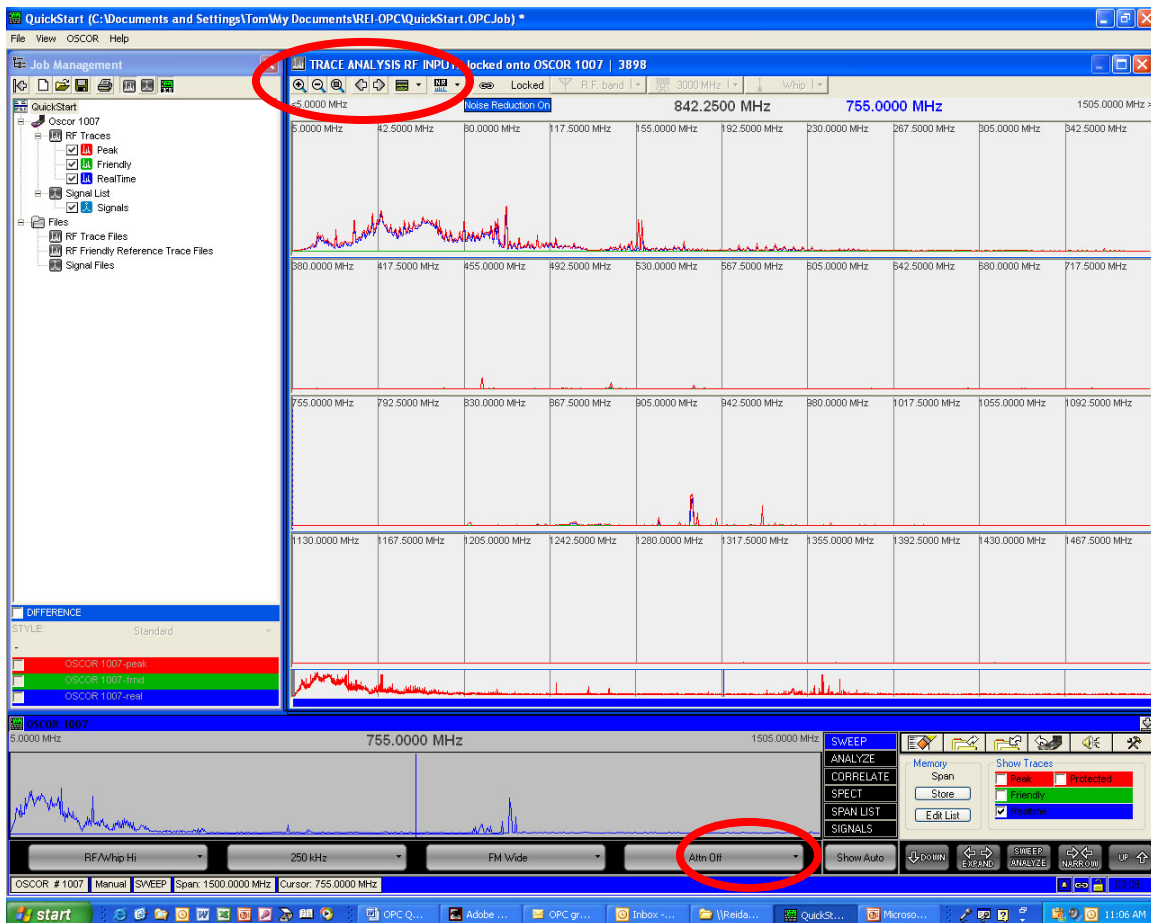 QuickStart (C:\Documents and Settings\Tom\My Documents\REI-OPC\QuickStart.OPCJob) *
File View OSCOR Help
Job Management
QuickStart
Oscor 1007
RF Traces
Peak
Friendly
RealTime
Signal List
Signals
Files
RF Trace Files
RF Friendly Reference Trace Files
Signal Files
DIFFERENCE
STYLE: Standard
-
OSCOR 1007-peak
OSCOR 1007-frnd
OSCOR 1007-real
TRACE ANALYSIS RF INPUT: locked onto OSCOR 1007 | 3898
NR Locked R.F. band 3000 MHz Whip
<5.0000 MHz Noise Reduction On 842.2500 MHz 755.0000 MHz 1505.0000 MHz >
5.0000 MHz 42.5000 MHz 80.0000 MHz 117.5000 MHz 155.0000 MHz 192.5000 MHz 230.0000 MHz 267.5000 MHz 305.0000 MHz 342.5000 MHz
380.0000 MHz 417.5000 MHz 455.0000 MHz 492.5000 MHz 530.0000 MHz 567.5000 MHz 605.0000 MHz 642.5000 MHz 680.0000 MHz 717.5000 MHz
755.0000 MHz 792.5000 MHz 830.0000 MHz 867.5000 MHz 905.0000 MHz 942.5000 MHz 980.0000 MHz 1017.5000 MHz 1055.0000 MHz 1092.5000 MHz
1130.0000 MHz 1167.5000 MHz 1205.0000 MHz 1242.5000 MHz 1280.0000 MHz 1317.5000 MHz 1355.0000 MHz 1392.5000 MHz 1430.0000 MHz 1467.5000 MHz
OSCOR 1007
5.0000 MHz 755.0000 MHz 1505.0000 MHz
SWEEP
ANALYZE
CORRELATE
SPECT
SPAN LIST
SIGNALS
Memory
Span
Store
Edit List
Show Traces
Peak Protected
Friendly
Realtime
RF/Whip Hi 250 kHz FM Wide Attn Off Show Auto
DOWN EXPAND SWEEP ANALYZE NARROW UP
OSCOR # 1007 Manual SWEEP Span: 1500.0000 MHz Cursor: 755.0000 MHz
start OPC Q... Adobe ... OPC gr... Inbox -... \\Reida... QuickSt... Microso... 11:06 AM